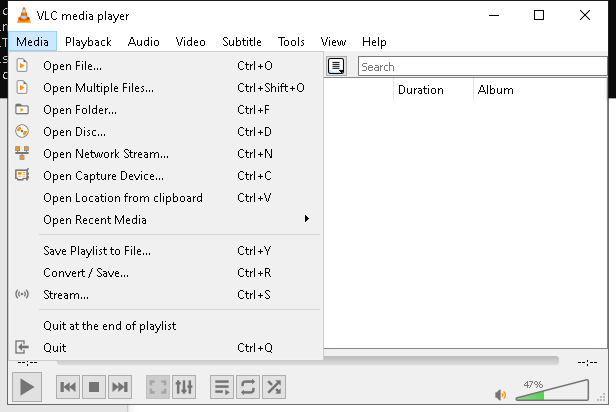 VLC media player
Media Playback Audio Video Subtitle Tools View Help
Open File... Ctrl+O
Open Multiple Files... Ctrl+Shift+O
Open Folder... Ctrl+F
Open Disc... Ctrl+D
Open Network Stream... Ctrl+N
Open Capture Device... Ctrl+C
Open Location from clipboard Ctrl+V
Open Recent Media
Save Playlist to File... Ctrl+Y
Convert / Save... Ctrl+R
Stream... Ctrl+S
Quit at the end of playlist
Quit Ctrl+Q
Search
Duration Album
--:-- --:--
47%